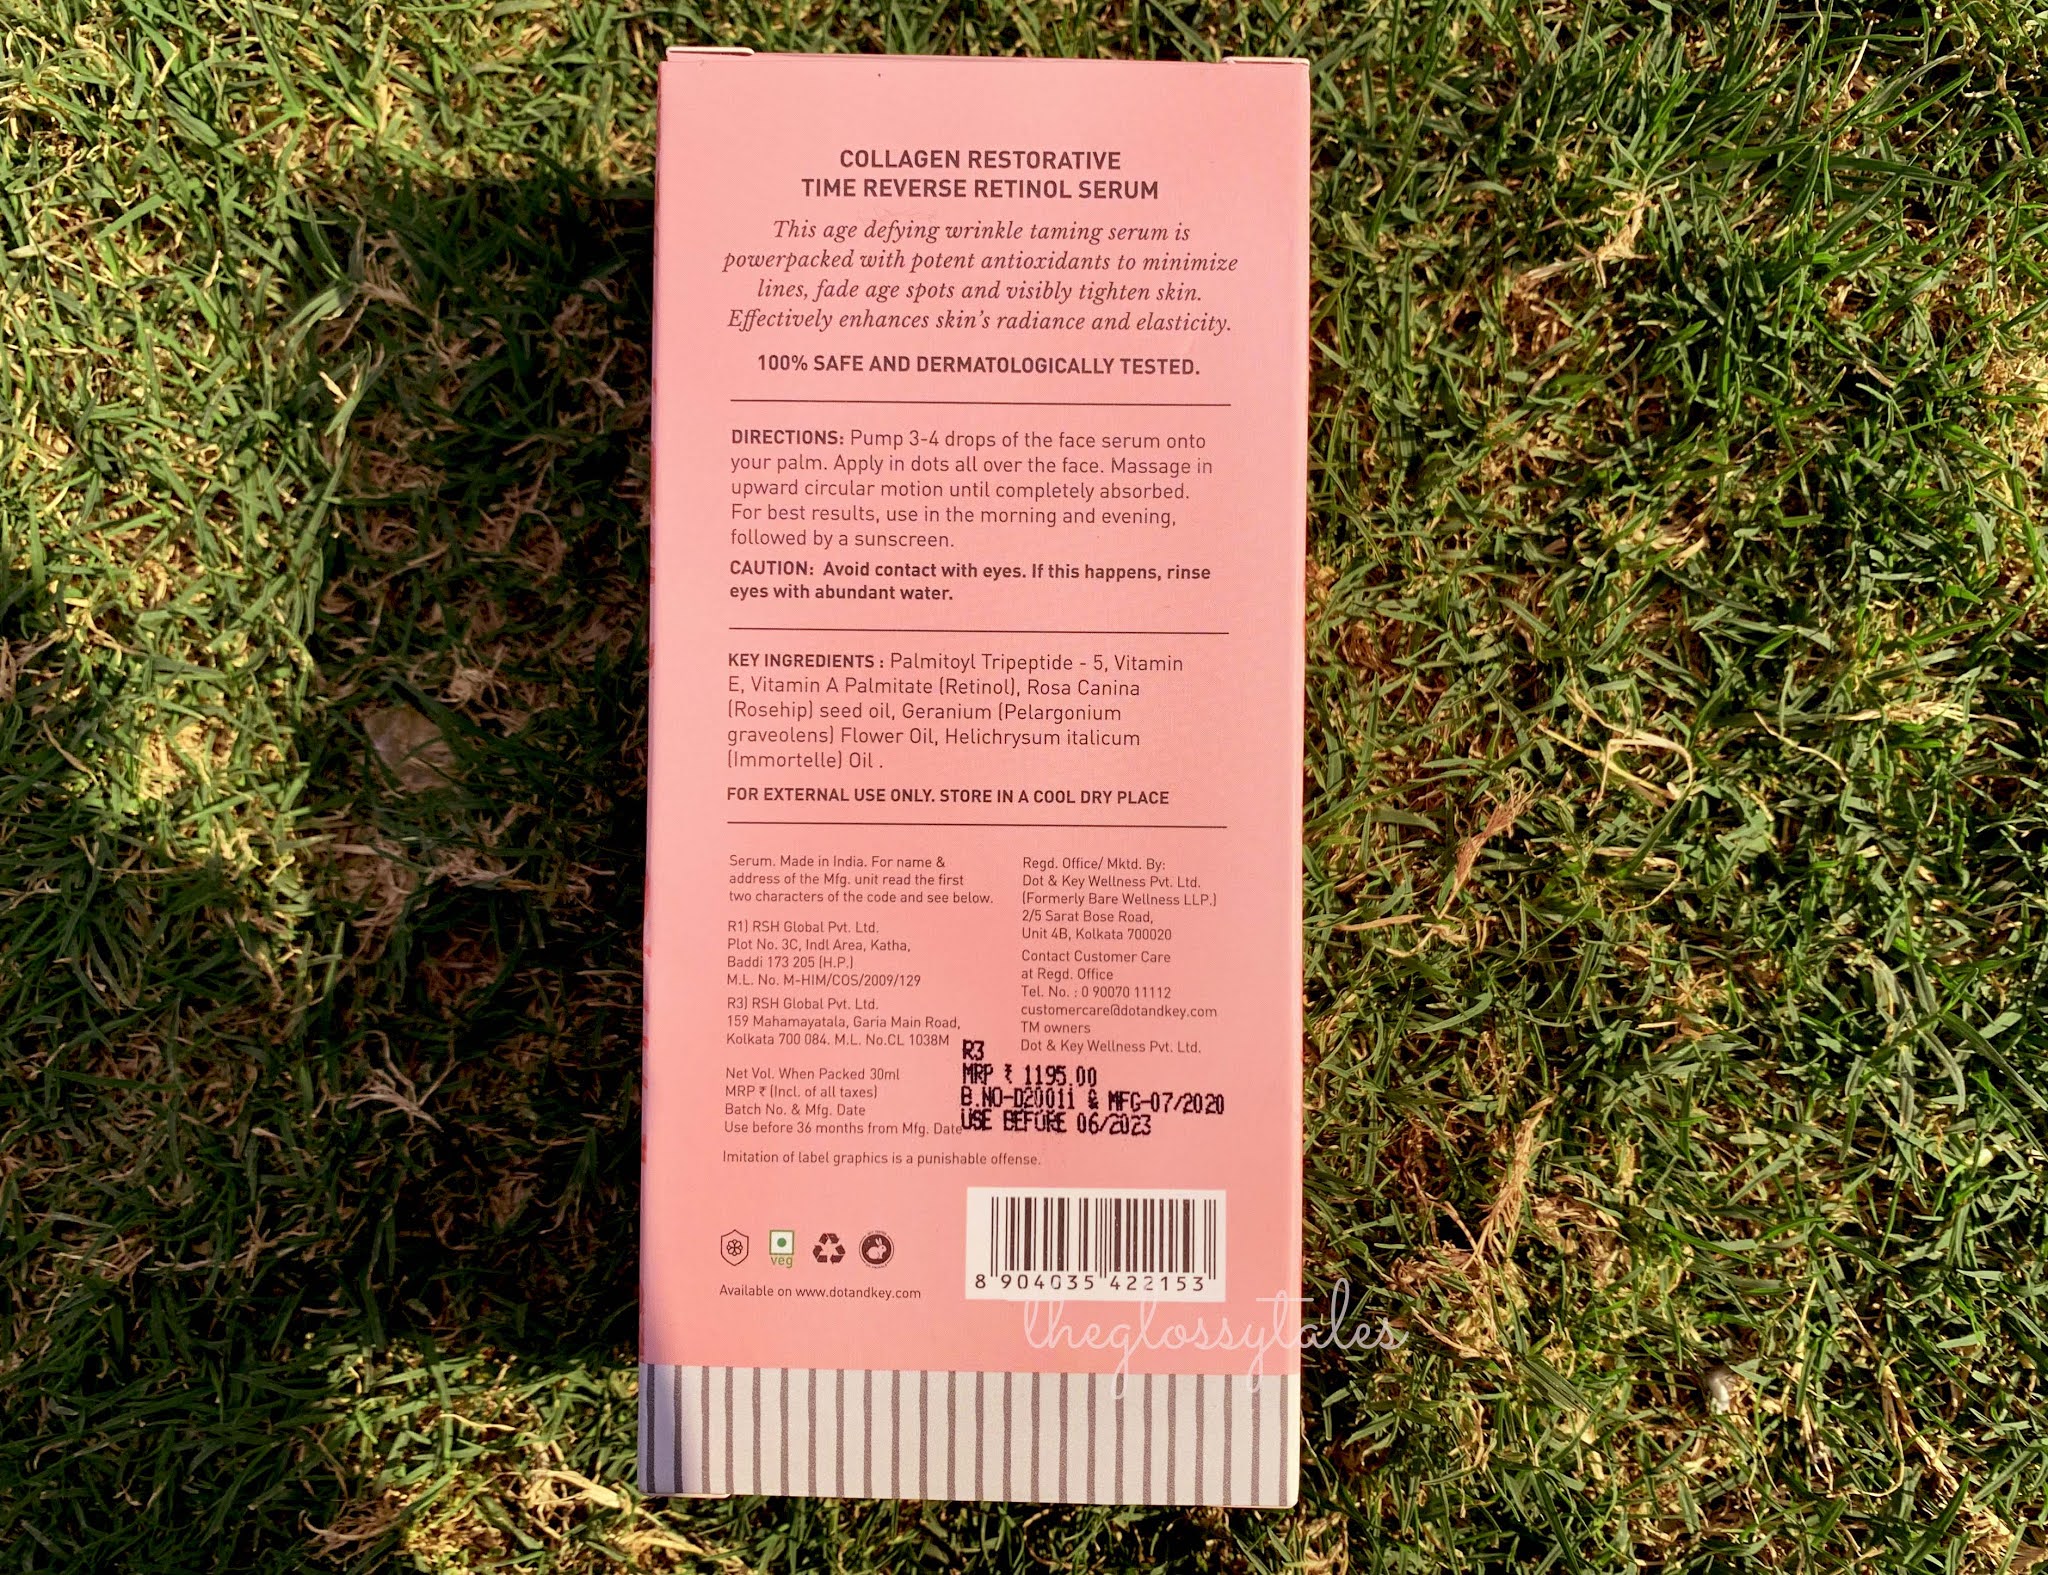 COLLAGEN RESTORATIVE
TIME REVERSE RETINOL SERUM
This age defying wrinkle taming serum is
powerpacked with potent antioxidants to minimize
lines, fade age spots and visibly tighten skin.
Effectively enhances skin's radiance and elasticity.
100% SAFE AND DERMATOLOGICALLY TESTED.
DIRECTIONS: Pump 3-4 drops of the face serum onto
your palm. Apply in dots all over the face. Massage in
upward circular motion until completely absorbed.
For best results, use in the morning and evening,
followed by a sunscreen.
CAUTION: Avoid contact with eyes. If this happens, rinse
eyes with abundant water.
KEY INGREDIENTS : Palmitoyl Tripeptide - 5, Vitamin
E, Vitamin A Palmitate (Retinol), Rosa Canina
(Rosehip) seed oil, Geranium (Pelargonium
graveolens) Flower Oil, Helichrysum italicum
(Immortelle) Oil .
FOR EXTERNAL USE ONLY. STORE IN A COOL DRY PLACE
Serum. Made in India. For name &
address of the Mfg. unit read the first
two characters of the code and see below.
R1) RSH Global Pvt. Ltd.
Plot No. 3C, Indl Area, Katha,
Baddi 173 205 (H.P.)
M.L. No. M-HIM/COS/2009/129
R3) RSH Global Pvt. Ltd.
159 Mahamayatala, Garia Main Road,
Kolkata 700 084. M.L. No.CL 1038M
Net Vol. When Packed 30ml
MRP ₹ (Incl. of all taxes)
Batch No. & Mfg. Date
Use before 36 months from Mfg. Date
Regd. Office/ Mktd. By:
Dot & Key Wellness Pvt. Ltd.
(Formerly Bare Wellness LLP.)
2/5 Sarat Bose Road,
Unit 4B, Kolkata 700020
Contact Customer Care
at Regd. Office
Tel. No. : 0 90070 11112
customercare@dotandkey.com
TM owners
Dot & Key Wellness Pvt. Ltd.
R3
MRP ₹ 1195.00
B.NO-D20011 & MFG-07/2020
USE BEFORE 06/2023
Imitation of label graphics is a punishable offense.
veg
Available on www.dotandkey.com
8 904035 422153
theglossytales